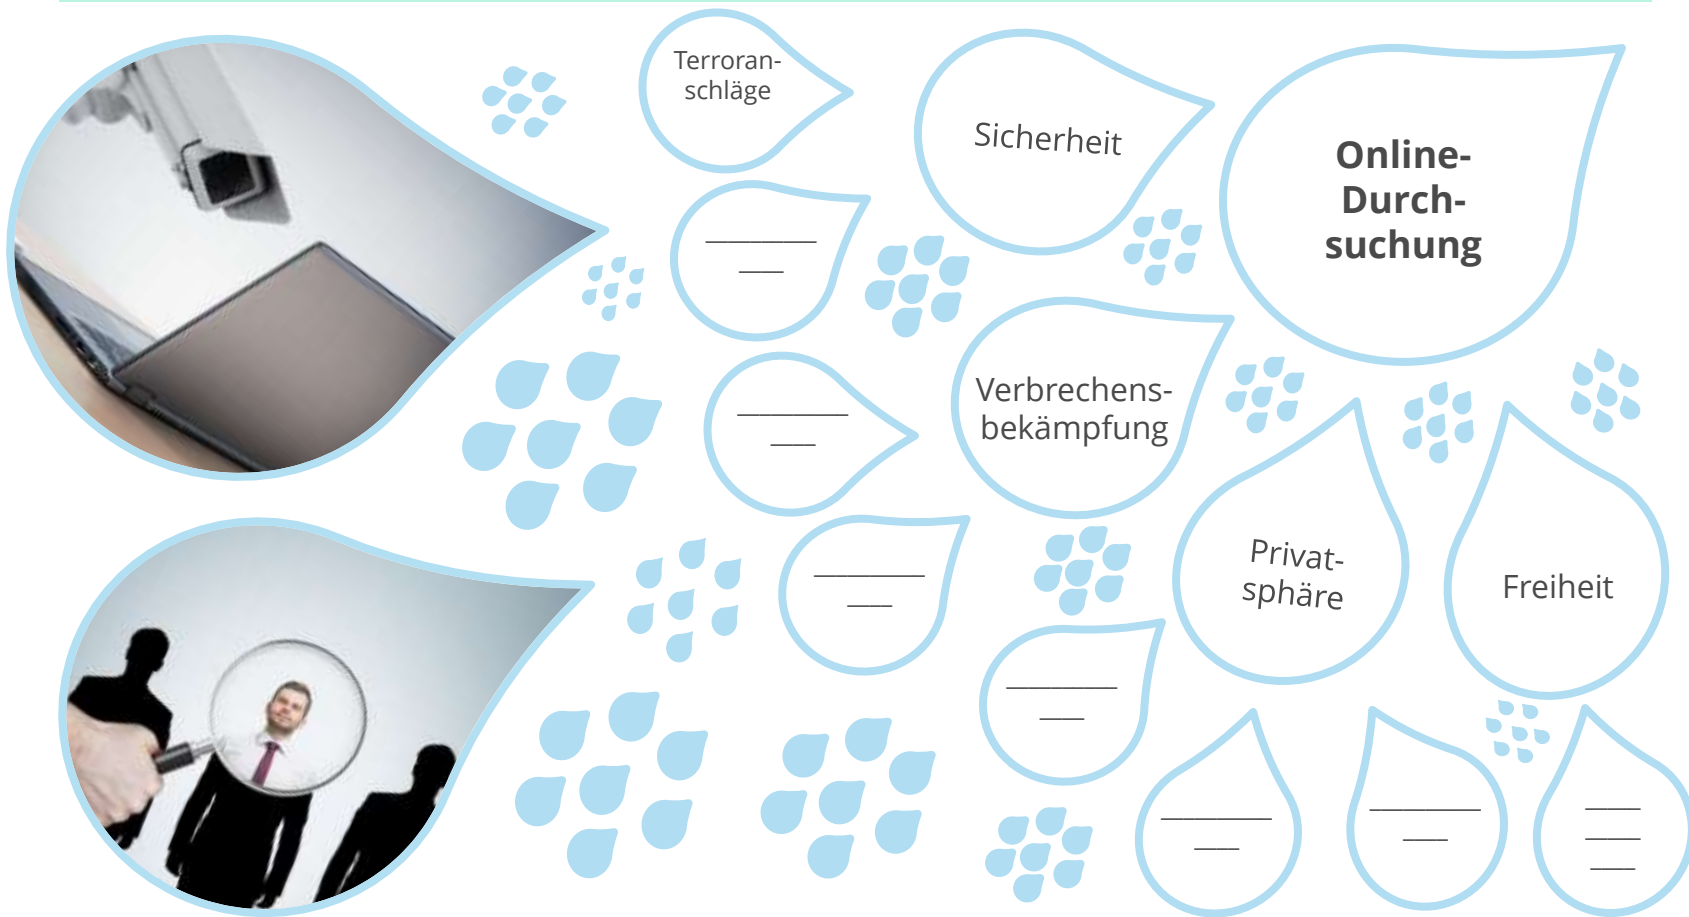 Terroran-
schläge
Sicherheit
Online-
Durch-
suchung
Verbrechens-
bekämpfung
Privat-
sphäre
Freiheit